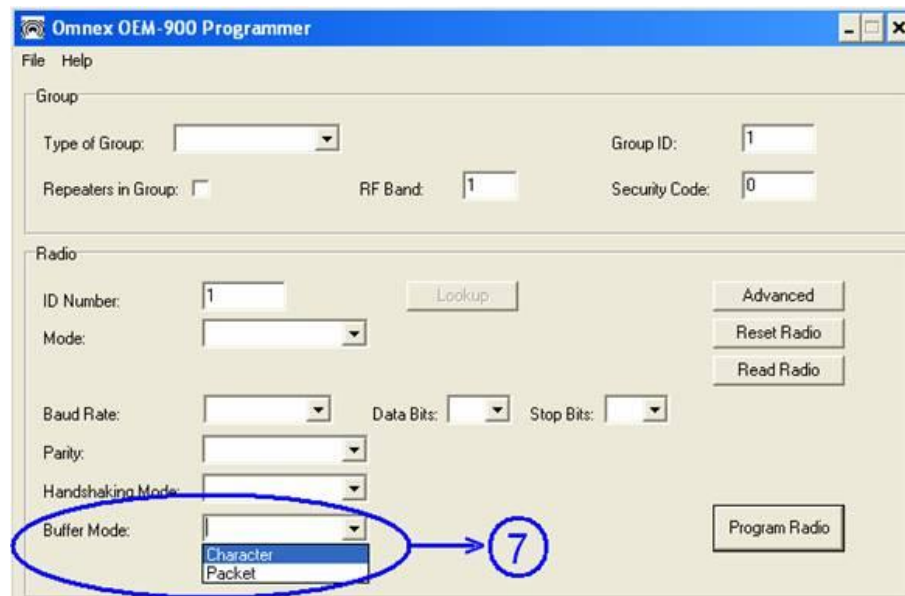 Omnex OEM-900 Programmer
File Help
Group
Type of Group: Group ID: 1
Repeaters in Group: RF Band: 1 Security Code: 0
Radio
ID Number: 1 Lookup Advanced
Mode: Reset Radio
Read Radio
Baud Rate: Data Bits: Stop Bits:
Parity:
Handshaking Mode:
Buffer Mode: Program Radio
Character
Packet
7